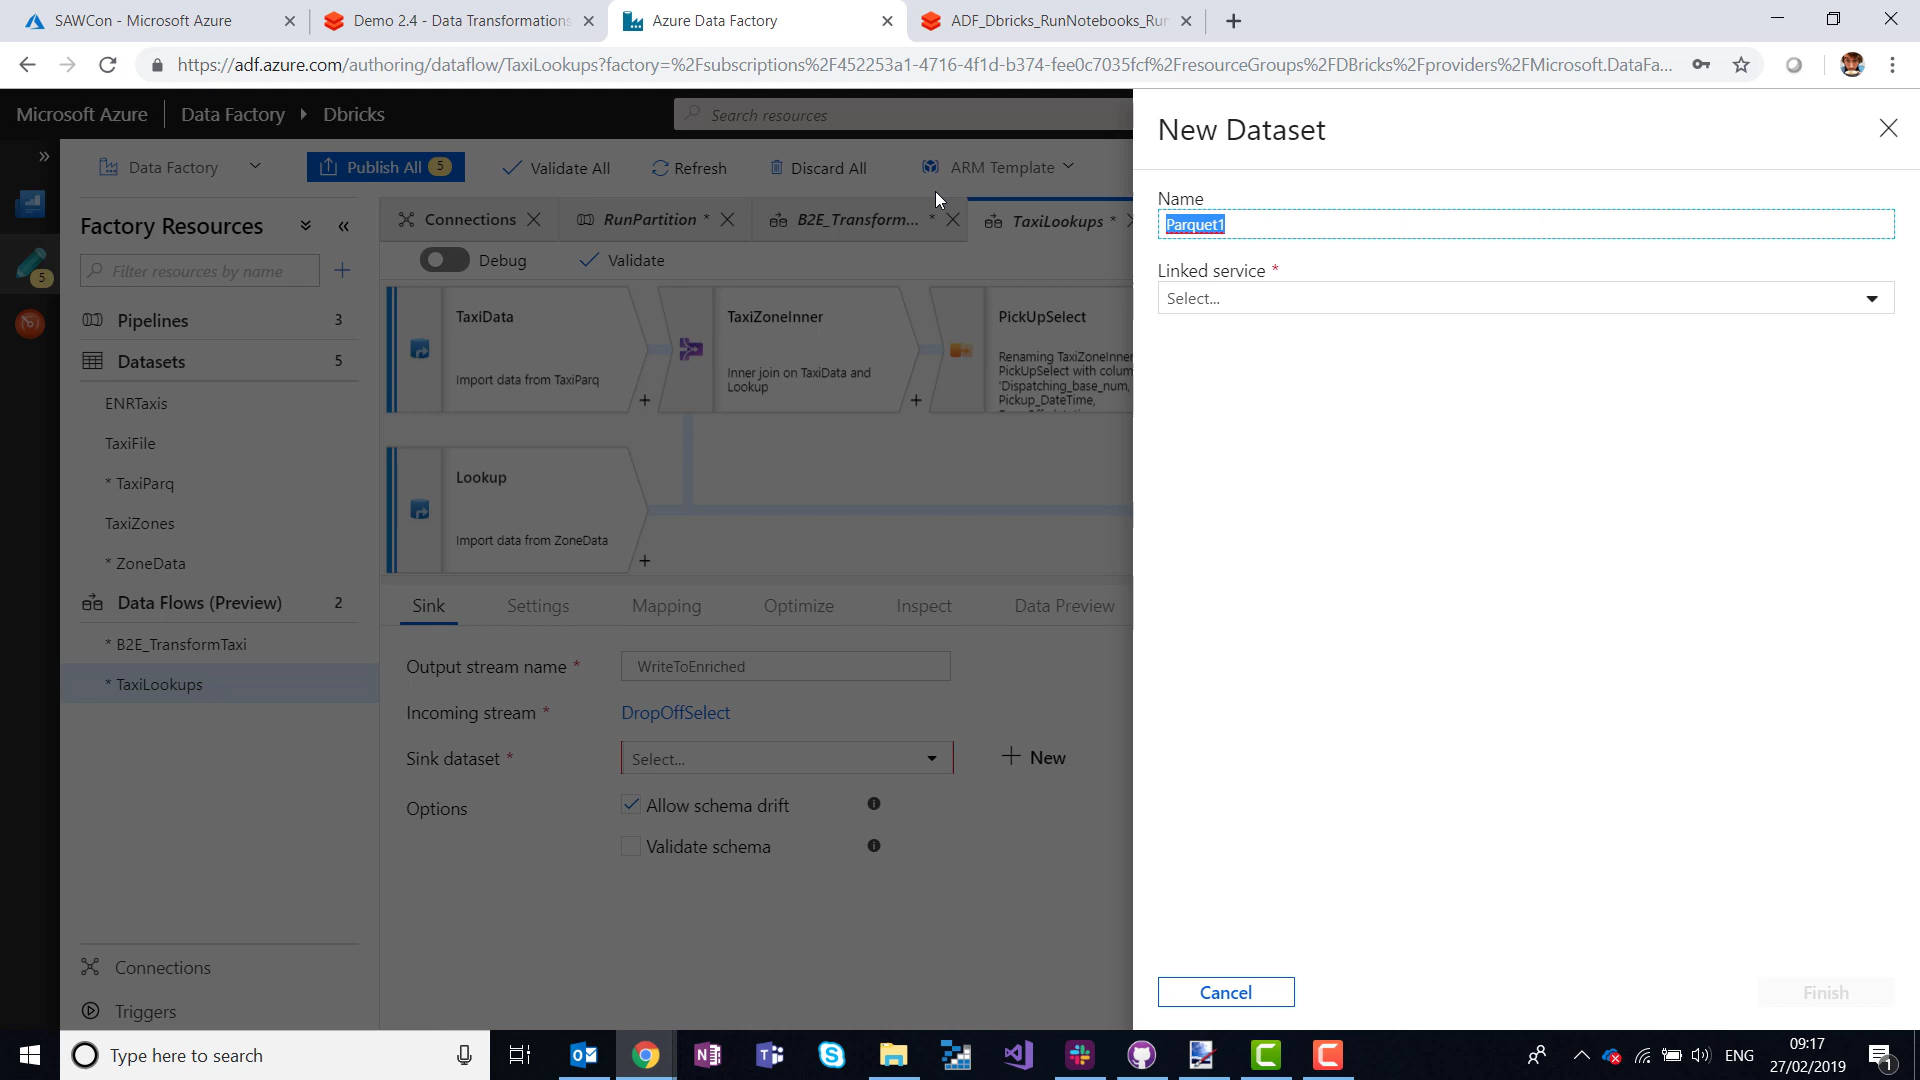 SAWCon - Microsoft Azure
Demo 2.4 - Data Transformations
Azure Data Factory
ADF_Dbricks_RunNotebooks_Run
https://adf.azure.com/authoring/dataflow/TaxiLookups?factory=%2Fsubscriptions%2F452253a1-4716-4f1d-b374-fee0c7035fcf%2FresourceGroups%2FDBricks%2Fproviders%2FMicrosoft.DataFa...
Microsoft Azure
Data Factory
Dbricks
Search resources
Data Factory
Publish All 5
Validate All
Refresh
Discard All
ARM Template
5
Factory Resources
Filter resources by name
Pipelines 3
Datasets 5
ENRTaxis
TaxiFile
* TaxiParq
TaxiZones
* ZoneData
Data Flows (Preview) 2
* B2E_TransformTaxi
* TaxiLookups
Connections
Triggers
Connections
RunPartition *
B2E_Transform... *
TaxiLookups *
Debug
Validate
TaxiData
Import data from TaxiParq
TaxiZoneInner
Inner join on TaxiData and
Lookup
PickUpSelect
Renaming TaxiZoneInner
PickUpSelect with colum
'Dispatching_base_num,
Pickup_DateTime,
Lookup
Import data from ZoneData
Sink
Settings
Mapping
Optimize
Inspect
Data Preview
Output stream name *
WriteToEnriched
Incoming stream *
DropOffSelect
Sink dataset *
Select...
New
Options
Allow schema drift
Validate schema
New Dataset
Name
Parquet1
Linked service *
Select...
Cancel
Finish
Type here to search
ENG
09:17
27/02/2019
1